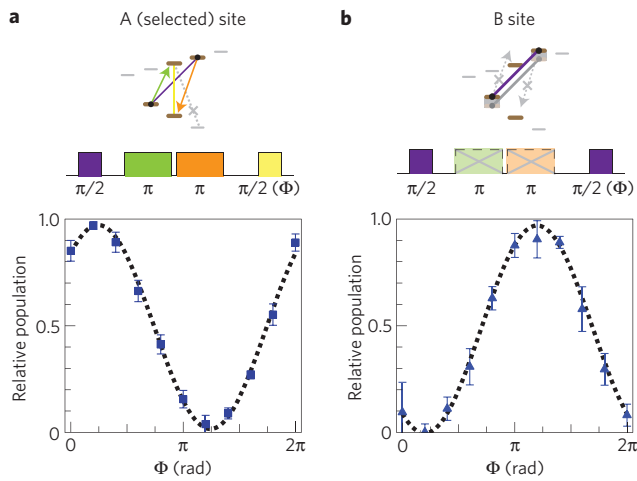 a A (selected) site
π/2 π π π/2 (Φ)
Relative population
1.0
0.5
0
0 π 2π
Φ (rad)
b B site
π/2 π π π/2 (Φ)
Relative population
1.0
0.5
0
0 π 2π
Φ (rad)